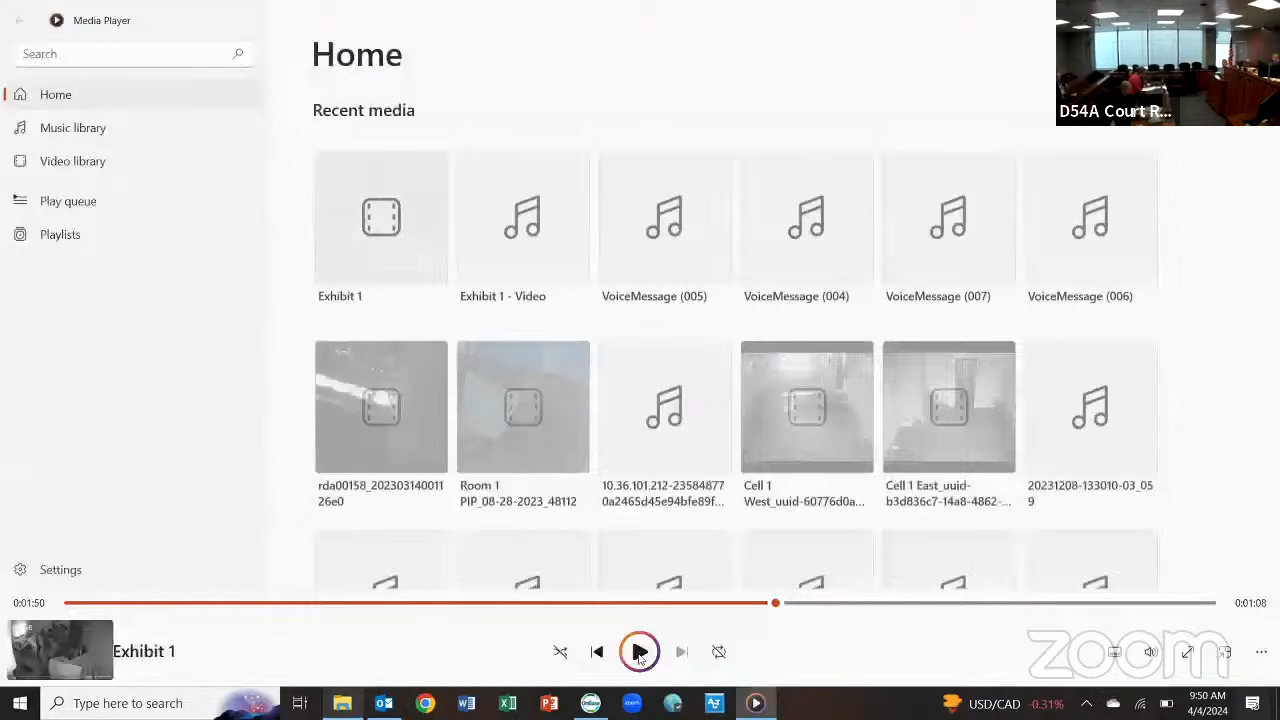 Media Player
Search
Home
Music library
Video library
Play queue
Playlists
Settings
Home
Recent media
D54A Court R...
Exhibit 1
Exhibit 1 - Video
VoiceMessage (005)
VoiceMessage (004)
VoiceMessage (007)
VoiceMessage (006)
rda00158_202303140011
26e0
Room 1
PIP_08-28-2023_48112
10.36.101.212-23584877
0a2465d45e94bfe89f...
Cell 1
West_uuid-60776d0a...
Cell 1 East_uuid-
b3d836c7-14a8-4862-...
20231208-133010-03_05
9
0:01:50
0:01:08
Exhibit 1
zoom
Type here to search
USD/CAD -0.31%
9:50 AM
4/4/2024